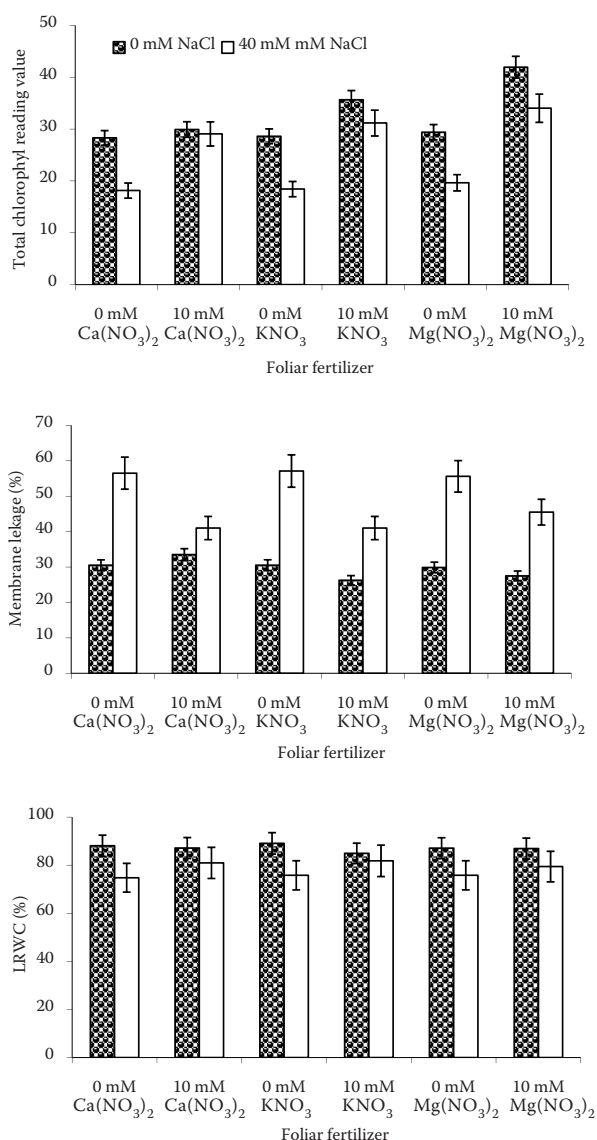 50
0 mM NaCl 40 mM mM NaCl
40
30
20
10
0
Total chlorophyl reading value
0 mM 10 mM 0 mM 10 mM 0 mM 10 mM
Ca(NO₃)₂ Ca(NO₃)₂ KNO₃ KNO₃ Mg(NO₃)₂ Mg(NO₃)₂
Foliar fertilizer
70
60
50
40
30
20
10
0
Membrane lekage (%)
0 mM 10 mM 0 mM 10 mM 0 mM 10 mM
Ca(NO₃)₂ Ca(NO₃)₂ KNO₃ KNO₃ Mg(NO₃)₂ Mg(NO₃)₂
Foliar fertilizer
100
80
60
40
20
0
LRWC (%)
0 mM 10 mM 0 mM 10 mM 0 mM 10 mM
Ca(NO₃)₂ Ca(NO₃)₂ KNO₃ KNO₃ Mg(NO₃)₂ Mg(NO₃)₂
Foliar fertilizer